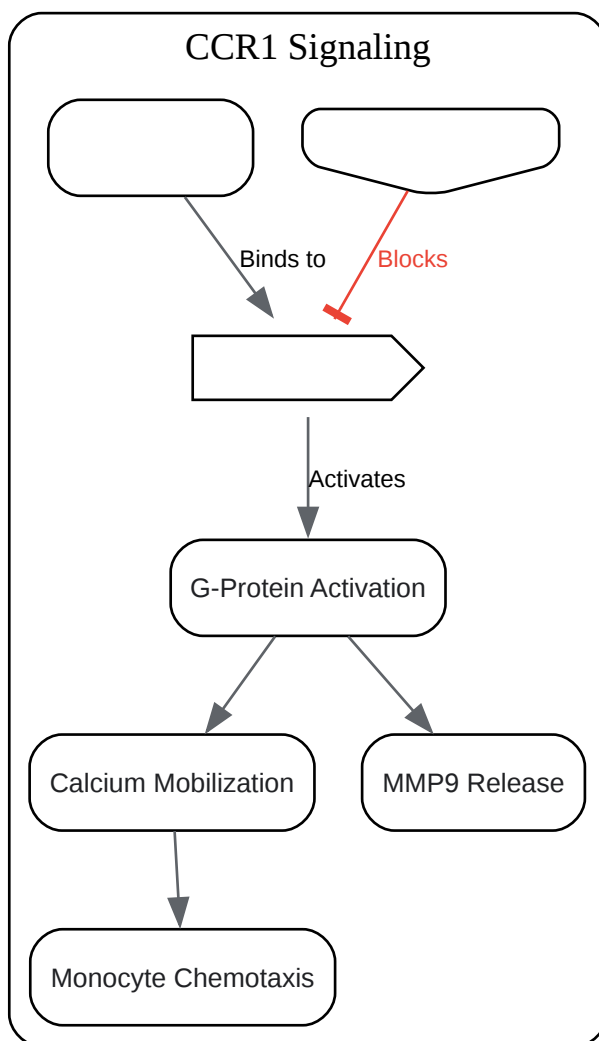 CCR1 Signaling
Binds to
Blocks
Activates
G-Protein Activation
Calcium Mobilization
MMP9 Release
Monocyte Chemotaxis